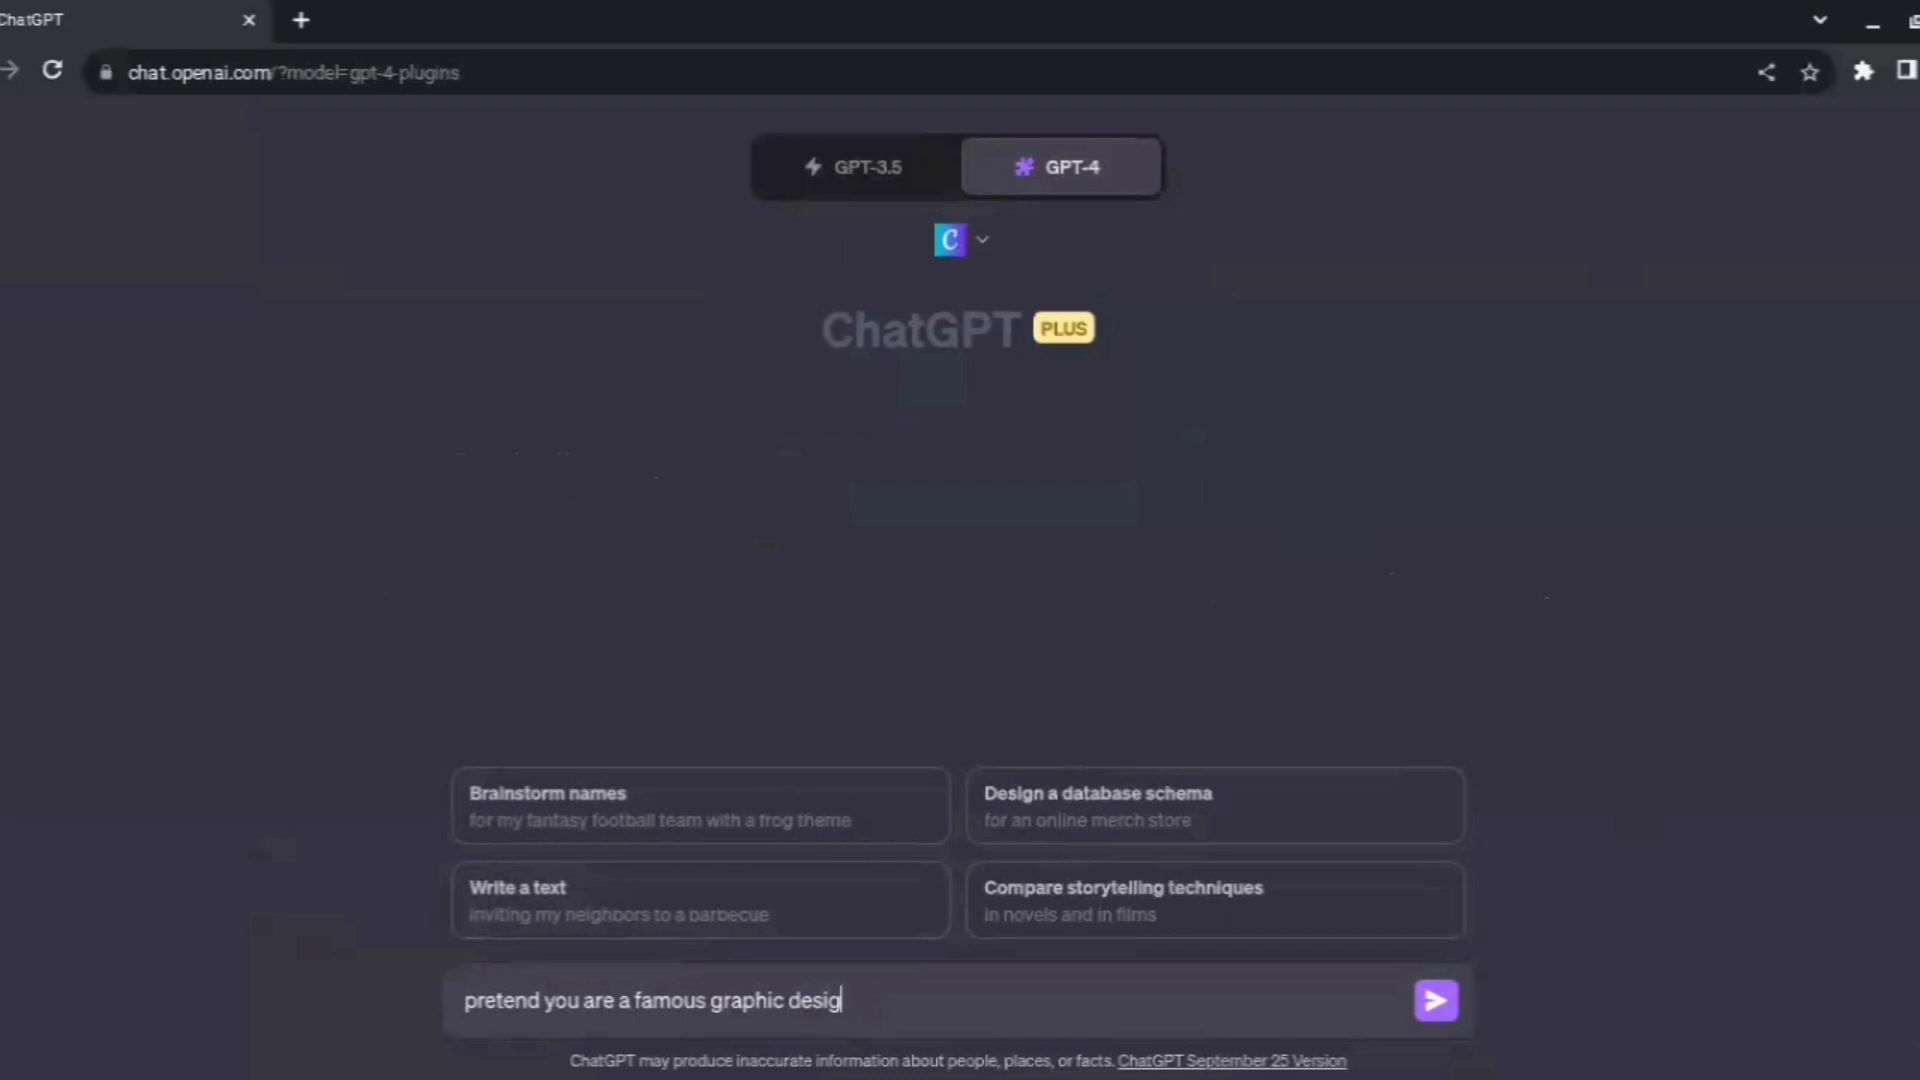 ChatGPT
chat.openai.com/?model=gpt-4-plugins
GPT-3.5
GPT-4
C
ChatGPT PLUS
Brainstorm names
for my fantasy football team with a frog theme
Design a database schema
for an online merch store
Write a text
inviting my neighbors to a barbecue
Compare storytelling techniques
in novels and in films
pretend you are a famous graphic desig
ChatGPT may produce inaccurate information about people, places, or facts. ChatGPT September 25 Version